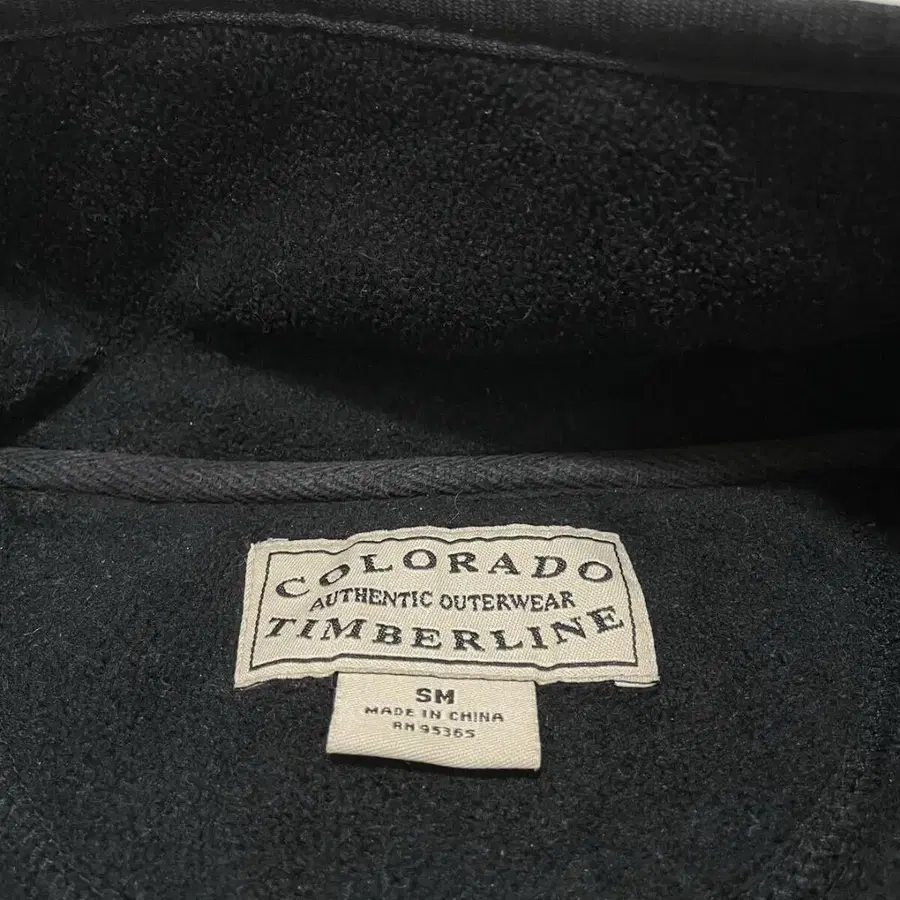 COLORADO
AUTHENTIC OUTERWEAR
TIMBERLINE
SM
MADE IN CHINA
RN 95365